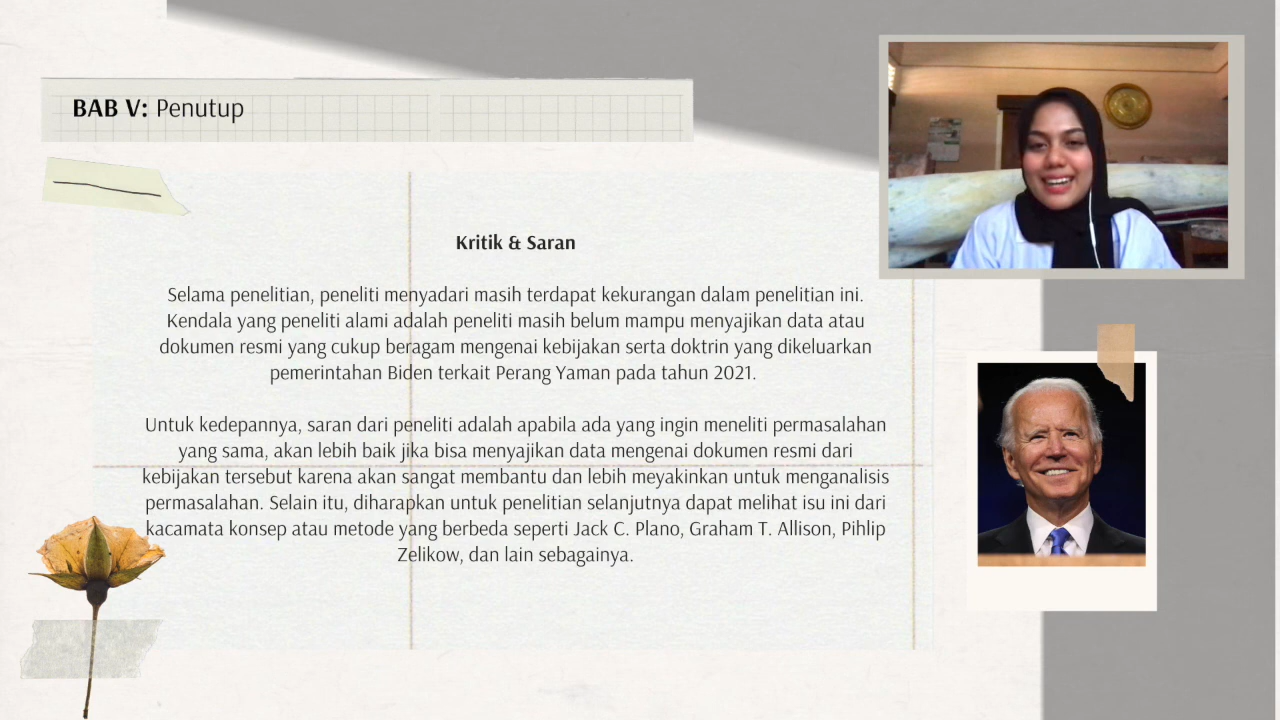 BAB V: Penutup
Kritik & Saran
Selama penelitian, peneliti menyadari masih terdapat kekurangan dalam penelitian ini.
Kendala yang peneliti alami adalah peneliti masih belum mampu menyajikan data atau
dokumen resmi yang cukup beragam mengenai kebijakan serta doktrin yang dikeluarkan
pemerintahan Biden terkait Perang Yaman pada tahun 2021.
Untuk kedepannya, saran dari peneliti adalah apabila ada yang ingin meneliti permasalahan
yang sama, akan lebih baik jika bisa menyajikan data mengenai dokumen resmi dari
kebijakan tersebut karena akan sangat membantu dan lebih meyakinkan untuk menganalisis
permasalahan. Selain itu, diharapkan untuk penelitian selanjutnya dapat melihat isu ini dari
kacamata konsep atau metode yang berbeda seperti Jack C. Plano, Graham T. Allison, Pihlip
Zelikow, dan lain sebagainya.